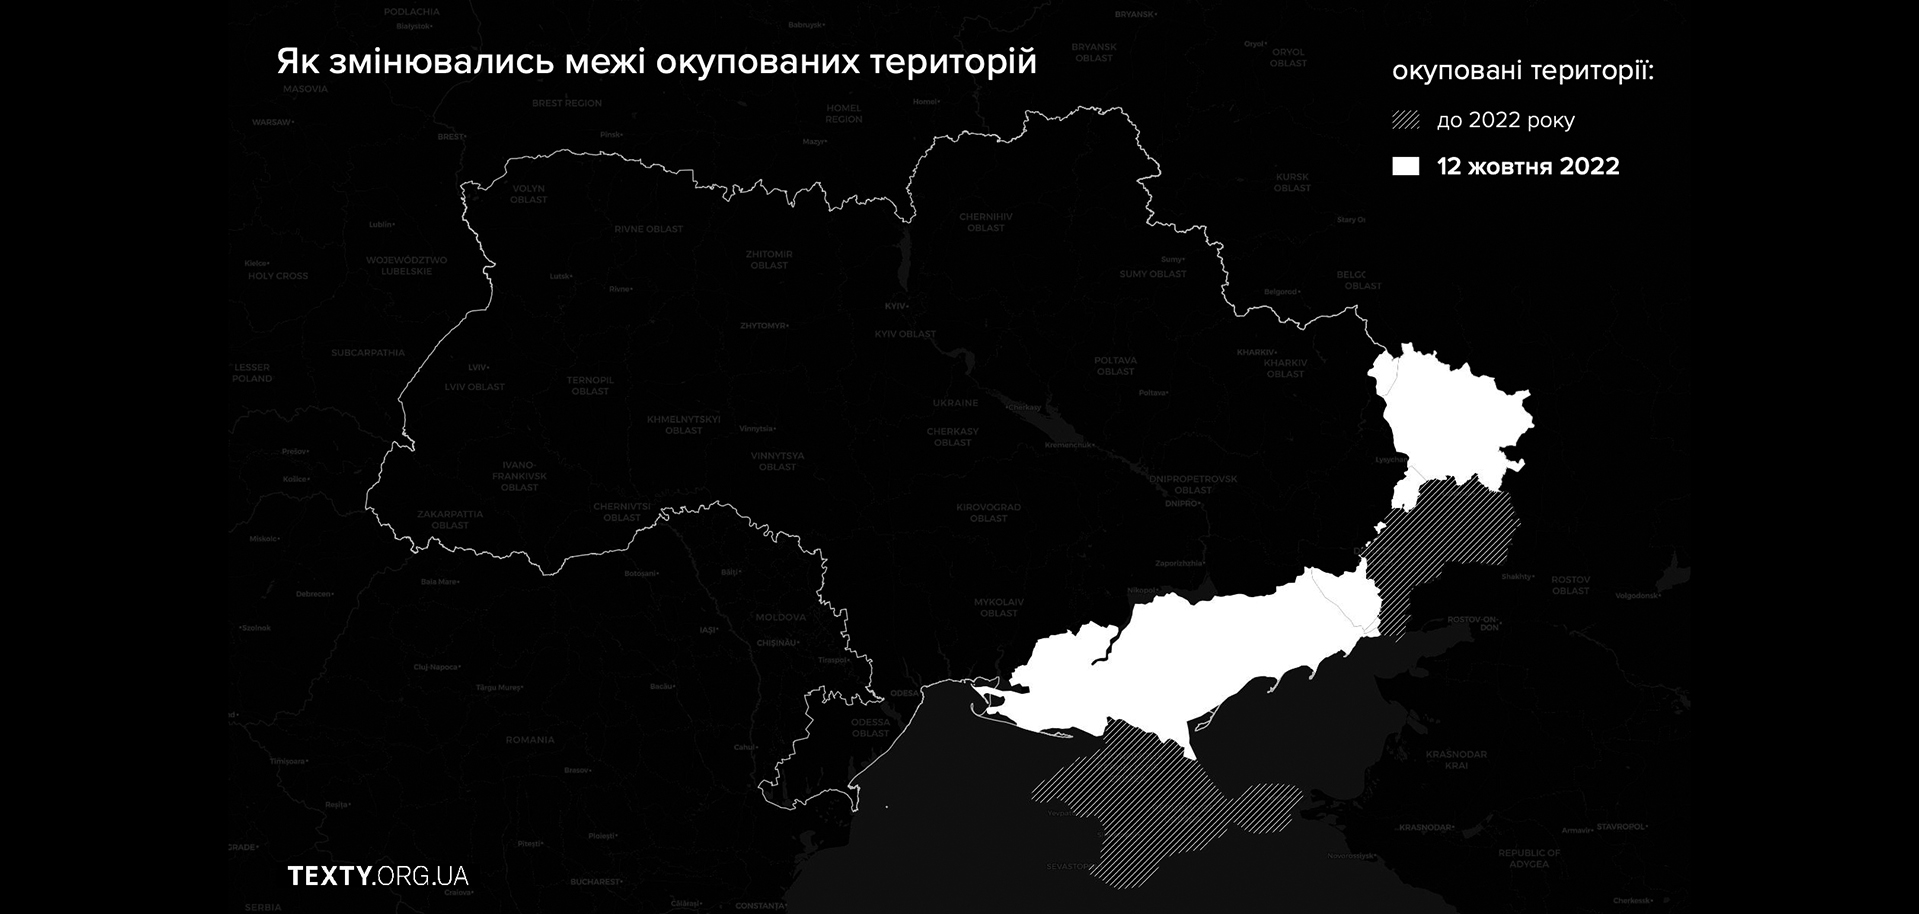 Як змінювались межі окупованих територій
окуповані території:
до 2022 року
12 жовтня 2022
PODLACHIA
Białystok
MASOVIA
WARSAW
BREST REGION
BREST
Pinsk
Babruysk
HOMEL
REGION
Homel
Mazyr
BRYANSK
BRYANSK
OBLAST
Oryol
ORYOL
OBLAST
KURSK
OBLAST
Stary O
BELGO
OBLAST
Belgorod
VOLYN
OBLAST
Lublin
WOJEWÓDZTWO
LUBELSKIE
Kielce
HOLY CROSS
RIVNE OBLAST
Lutsk
Rivne
ZHITOMIR
OBLAST
ZHYTOMYR
CHERNIHIV
OBLAST
Sumy
SUMY OBLAST
KYIV
KYIV OBLAST
SUBCARPATHIA
LESSER
POLAND
LVIV
LVIV OBLAST
TERNOPIL
OBLAST
KHMELNYTSKYI
OBLAST
Vinnytsia
VINNYTSYA
OBLAST
UKRAINE
Cherkasy
CHERKASY
OBLAST
Kremenchuk
POLTAVA
OBLAST
Poltava
KHARKIV
KHARKIV
OBLAST
Lysychan
Prešov
Košice
IVANO-
FRANKIVSK
OBLAST
ZAKARPATTIA
OBLAST
CHERNIVTSI
OBLAST
KIROVOGRAD
OBLAST
DNIPROPETROVSK
OBLAST
DNIPRO
Zaporizhzhia
Nikopol
MYKOLAIV
OBLAST
Miskolc
Debrecen
Szolnok
Baia Mare
Botoșani
Bălți
MOLDOVA
IAȘI
CHIȘINĂU
Tiraspol
Cluj-Napoca
Târgu Mureș
Bacău
ODESA
ODESSA
OBLAST
ROMANIA
Cahul
Timișoara
Brasov
Reșița
Ploiești
Pitești
BUCHAREST
Craiova
Călărași
CONSTANȚA
SERBIA
GRADE
Shakhty
ROSTOV
OBLAST
Volgodonsk
ROSTOV-ON-
DON
KRASNODAR
KRAI
KRASNODAR
Armavir
STAVROPOL
REPUBLIC OF
ADYGEA
Novorossiysk
Cherkessk
SEVASTOP
TEXTY.ORG.UA